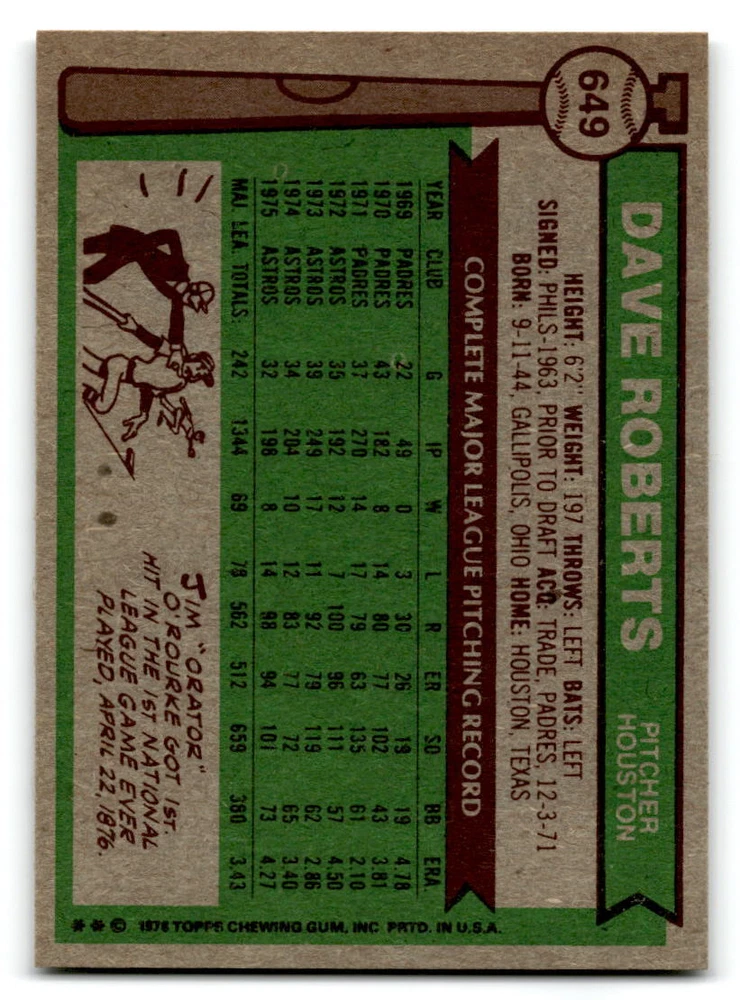 649
DAVE ROBERTS
PITCHER
HOUSTON
HEIGHT: 6'2" WEIGHT: 197 THROWS: LEFT BATS: LEFT
SIGNED: PHILS-1963, PRIOR TO DRAFT ACQ: TRADE, PADRES, 12-3-71
BORN: 9-11-44, GALLIPOLIS, OHIO HOME: HOUSTON, TEXAS
COMPLETE MAJOR LEAGUE PITCHING RECORD
YEAR CLUB G IP W L R ER SO BB ERA
1969 PADRES 22 49 0 3 30 26 19 19 4.78
1970 PADRES 43 182 8 14 80 77 102 43 3.81
1971 PADRES 37 270 14 17 79 63 135 61 2.10
1972 ASTROS 35 192 12 7 100 96 111 57 4.50
1973 ASTROS 39 249 17 11 92 79 119 62 2.86
1974 ASTROS 34 204 10 12 83 77 72 65 3.40
1975 ASTROS 32 198 8 14 98 94 101 73 4.27
MAJ. LEA. TOTALS: 242 1344 69 78 562 512 659 380 3.43
JIM "ORATOR"
O'ROURKE GOT 1ST.
HIT IN THE 1ST NATIONAL
LEAGUE GAME EVER
PLAYED, APRIL 22, 1876.
** © 1976 TOPPS CHEWING GUM, INC. PRTD. IN U.S.A.